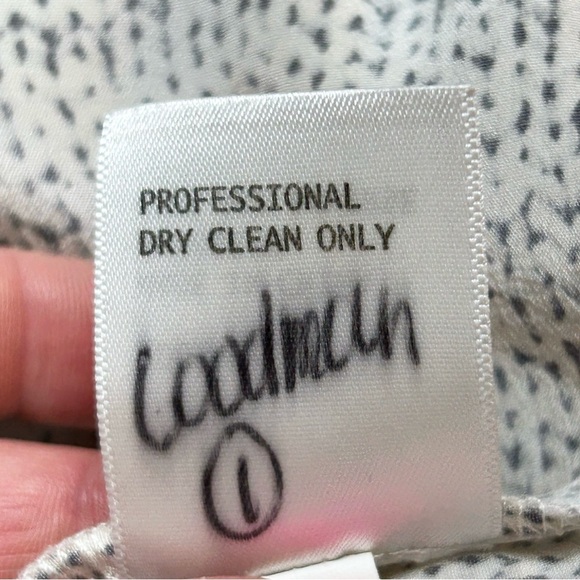 PROFESSIONAL
DRY CLEAN ONLY
Goodman
1